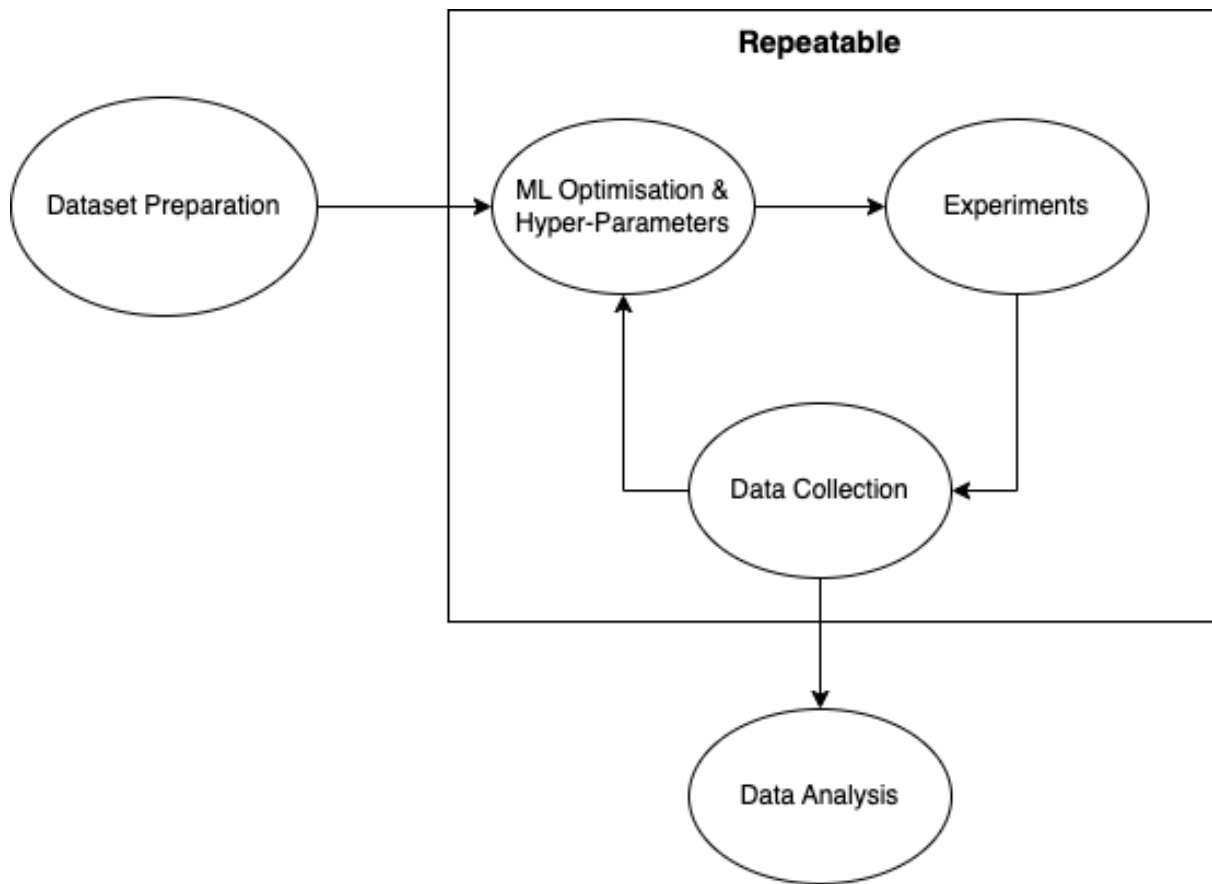 Repeatable
Dataset Preparation
ML Optimisation &
Hyper-Parameters
Experiments
Data Collection
Data Analysis